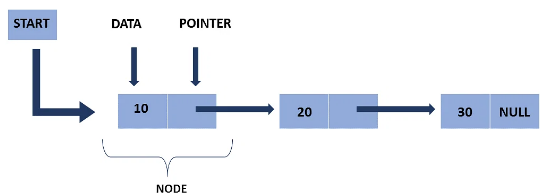 START
DATA POINTER
10 20 30 NULL
NODE